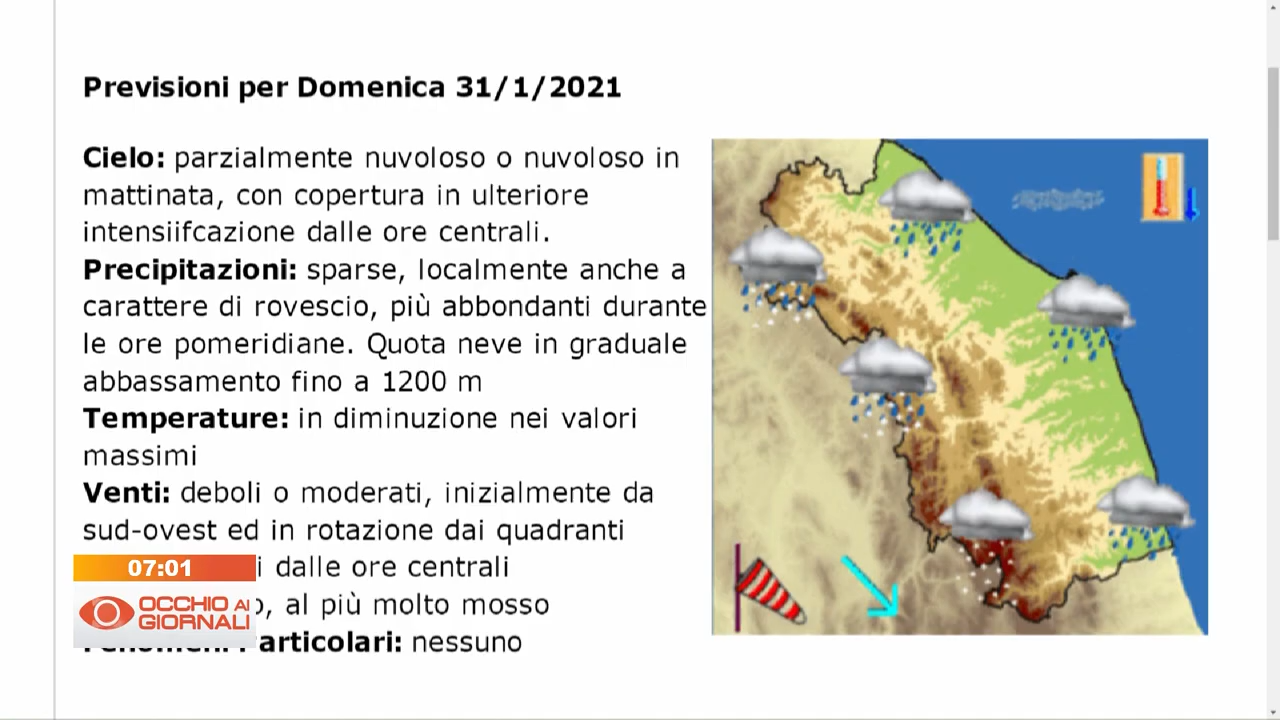 Previsioni per Domenica 31/1/2021
Cielo: parzialmente nuvoloso o nuvoloso in
mattinata, con copertura in ulteriore
intensiifcazione dalle ore centrali.
Precipitazioni: sparse, localmente anche a
carattere di rovescio, più abbondanti durante
le ore pomeridiane. Quota neve in graduale
abbassamento fino a 1200 m
Temperature: in diminuzione nei valori
massimi
Venti: deboli o moderati, inizialmente da
sud-ovest ed in rotazione dai quadranti
dalle ore centrali
al più molto mosso
nessuno
07:01
OCCHIO AI
GIORNALI